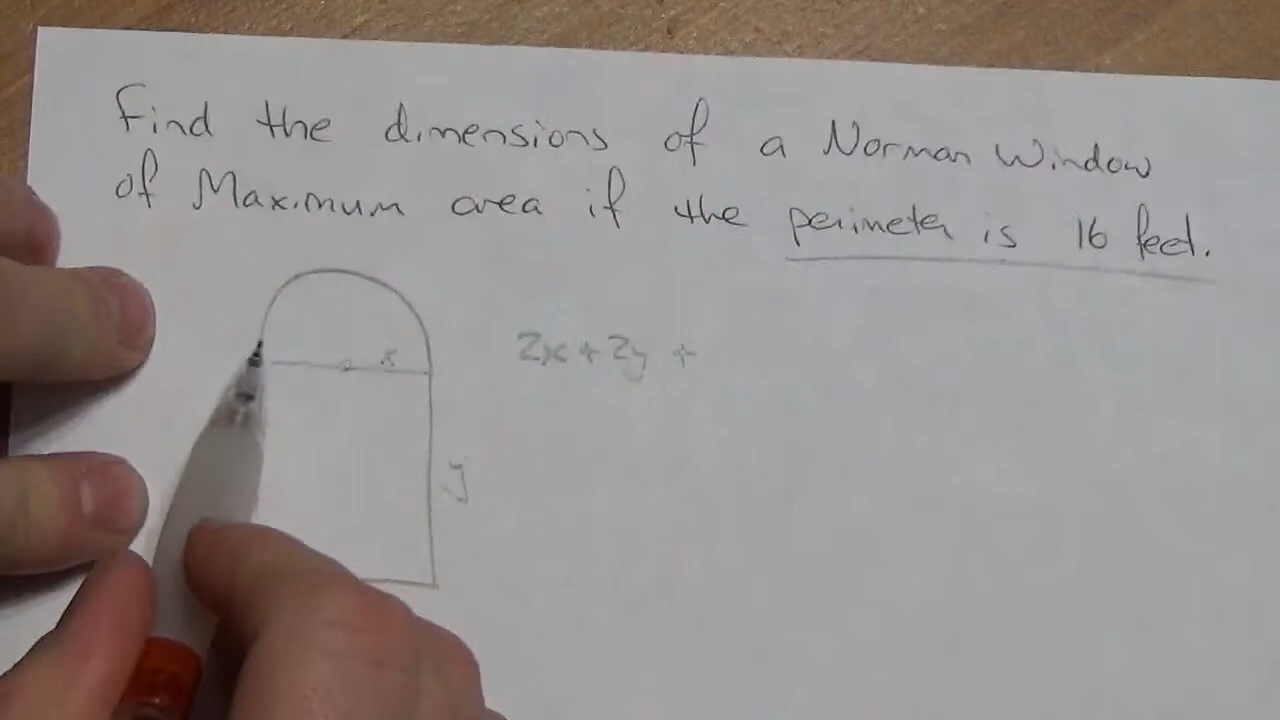 Find the dimensions of a Norman Window
of Maximum area if the perimeter is 16 feet.
2x + 2y +
x
y